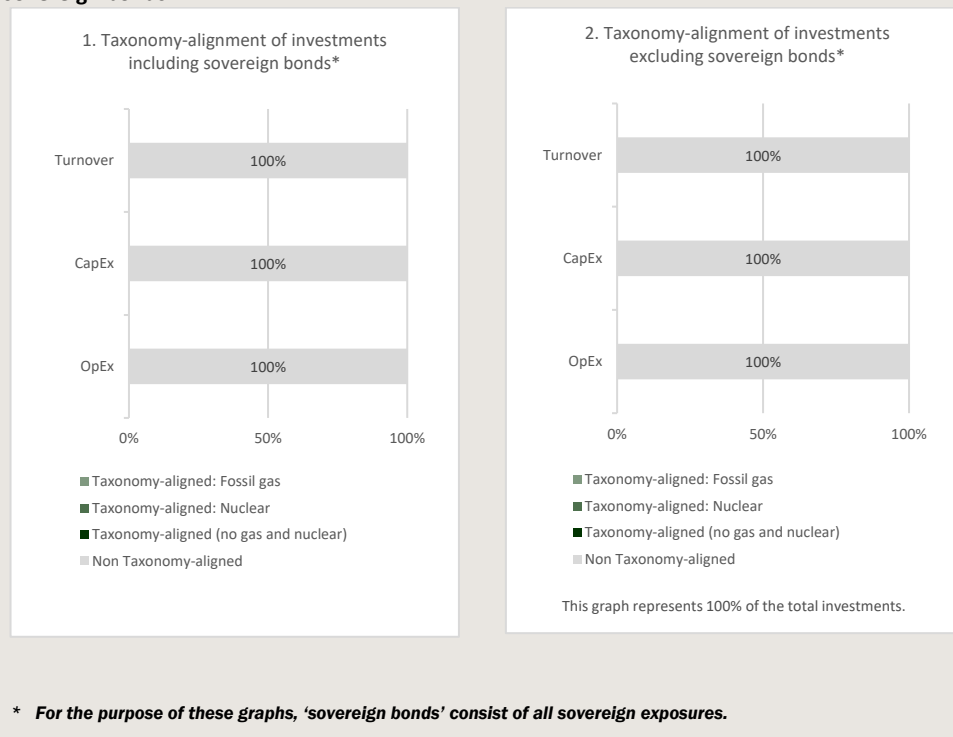 1. Taxonomy-alignment of investments
including sovereign bonds*
Turnover
100%
CapEx
100%
OpEx
100%
0%
50%
100%
Taxonomy-aligned: Fossil gas
Taxonomy-aligned: Nuclear
Taxonomy-aligned (no gas and nuclear)
Non Taxonomy-aligned
2. Taxonomy-alignment of investments
excluding sovereign bonds*
Turnover
100%
CapEx
100%
OpEx
100%
0%
50%
100%
Taxonomy-aligned: Fossil gas
Taxonomy-aligned: Nuclear
Taxonomy-aligned (no gas and nuclear)
Non Taxonomy-aligned
This graph represents 100% of the total investments.
* For the purpose of these graphs, ‘sovereign bonds’ consist of all sovereign exposures.